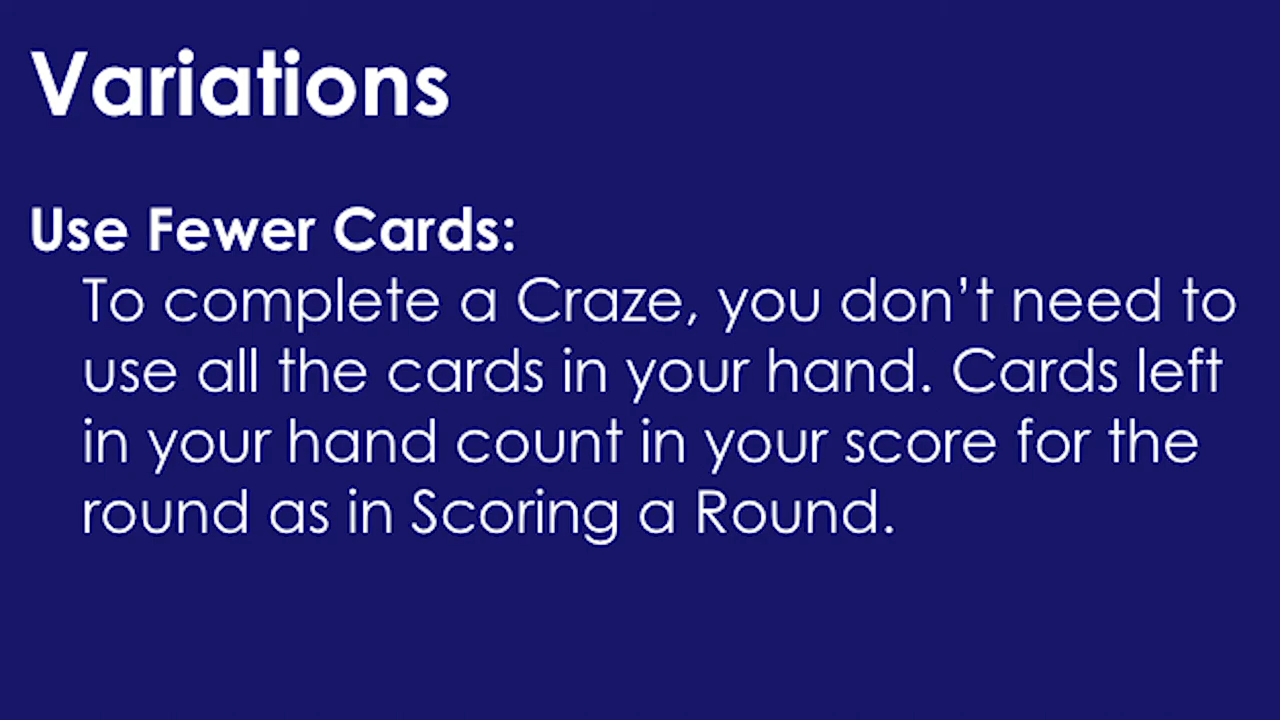 Variations
Use Fewer Cards:
To complete a Craze, you don’t need to
use all the cards in your hand. Cards left
in your hand count in your score for the
round as in Scoring a Round.